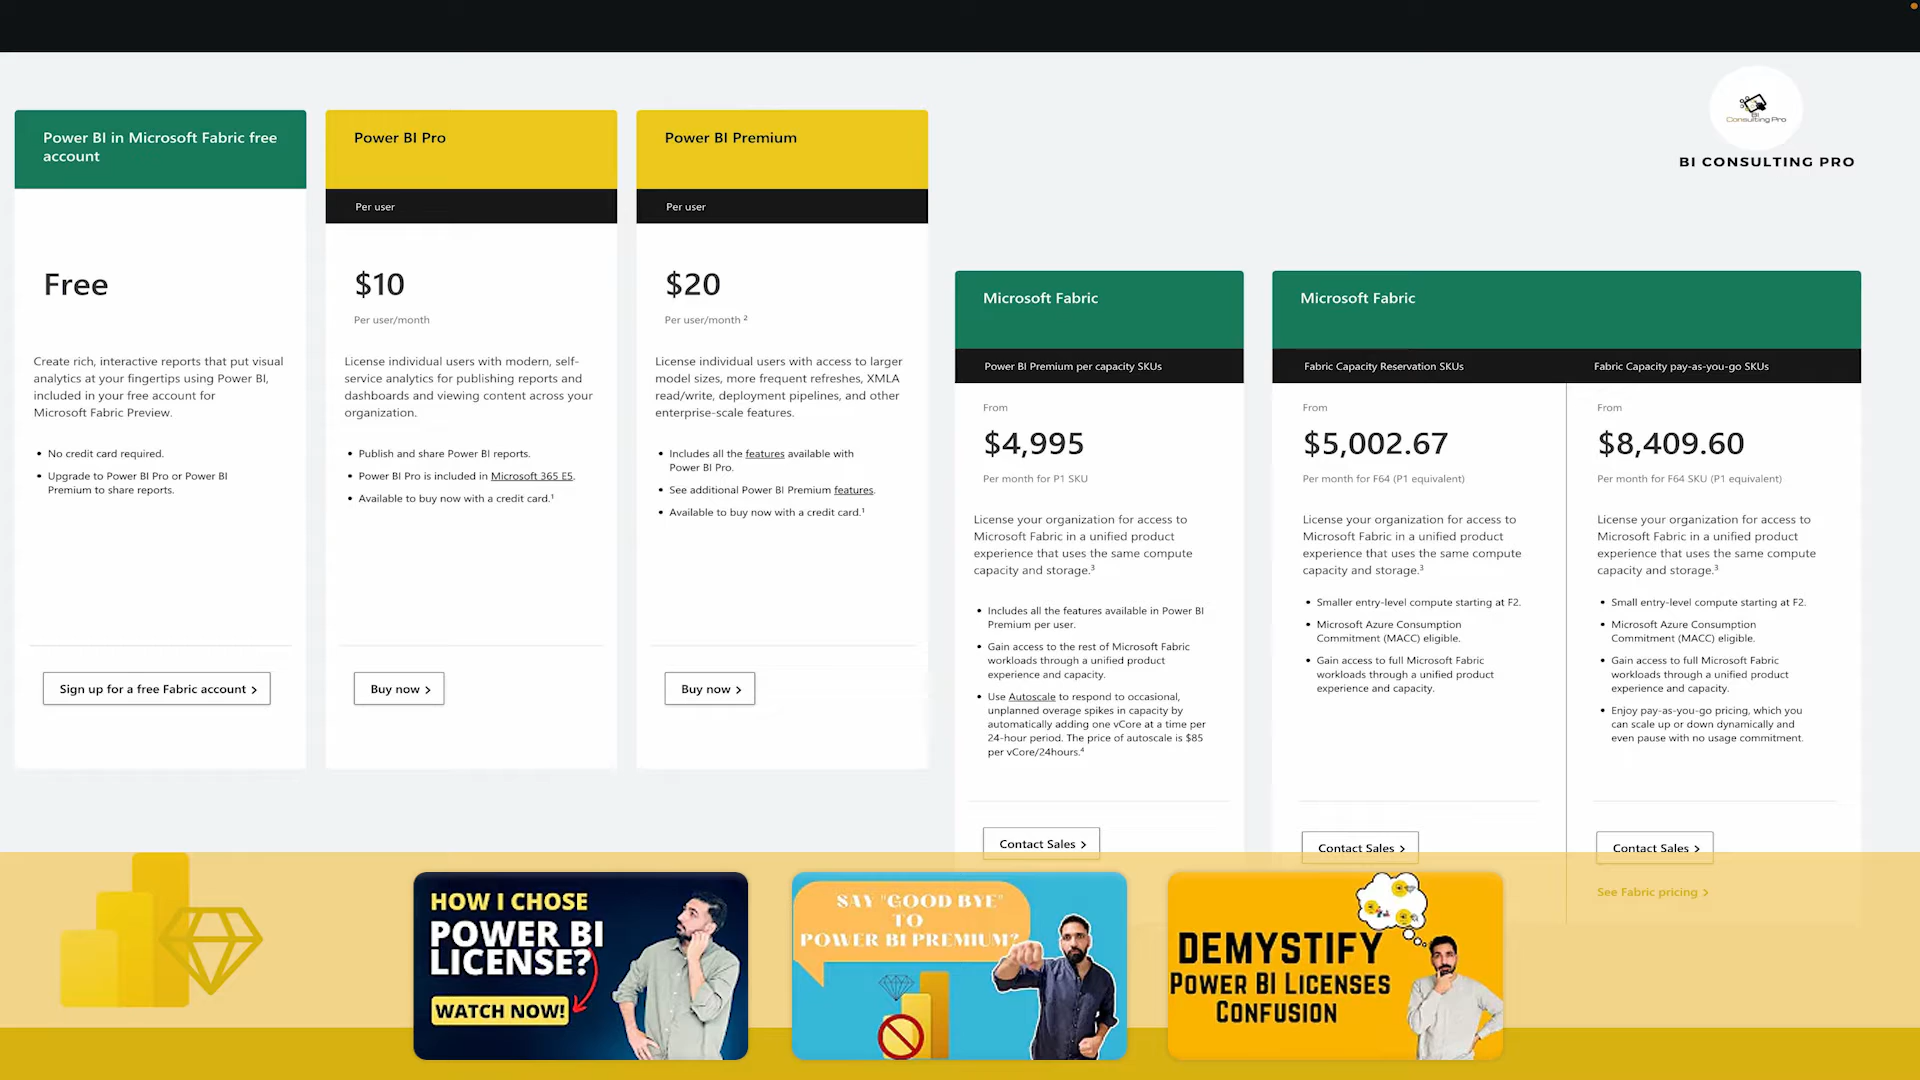 BI
Consulting Pro
BI CONSULTING PRO
Power BI in Microsoft Fabric free
account
Free
Create rich, interactive reports that put visual
analytics at your fingertips using Power BI,
included in your free account for
Microsoft Fabric Preview.
• No credit card required.
• Upgrade to Power BI Pro or Power BI
Premium to share reports.
Sign up for a free Fabric account >
Power BI Pro
Per user
$10
Per user/month
License individual users with modern, self-
service analytics for publishing reports and
dashboards and viewing content across your
organization.
• Publish and share Power BI reports.
• Power BI Pro is included in Microsoft 365 E5.
• Available to buy now with a credit card.¹
Buy now >
Power BI Premium
Per user
$20
Per user/month ²
License individual users with access to larger
model sizes, more frequent refreshes, XMLA
read/write, deployment pipelines, and other
enterprise-scale features.
• Includes all the features available with
Power BI Pro.
• See additional Power BI Premium features.
• Available to buy now with a credit card.¹
Buy now >
Microsoft Fabric
Power BI Premium per capacity SKUs
From
$4,995
Per month for P1 SKU
License your organization for access to
Microsoft Fabric in a unified product
experience that uses the same compute
capacity and storage.³
• Includes all the features available in Power BI
Premium per user.
• Gain access to the rest of Microsoft Fabric
workloads through a unified product
experience and capacity.
• Use Autoscale to respond to occasional,
unplanned overage spikes in capacity by
automatically adding one vCore at a time per
24-hour period. The price of autoscale is $85
per vCore/24hours.⁴
Contact Sales >
Microsoft Fabric
Fabric Capacity Reservation SKUs
From
$5,002.67
Per month for F64 (P1 equivalent)
License your organization for access to
Microsoft Fabric in a unified product
experience that uses the same compute
capacity and storage.³
• Smaller entry-level compute starting at F2.
• Microsoft Azure Consumption
Commitment (MACC) eligible.
• Gain access to full Microsoft Fabric
workloads through a unified product
experience and capacity.
Contact Sales >
Fabric Capacity pay-as-you-go SKUs
From
$8,409.60
Per month for F64 SKU (P1 equivalent)
License your organization for access to
Microsoft Fabric in a unified product
experience that uses the same compute
capacity and storage.³
• Small entry-level compute starting at F2.
• Microsoft Azure Consumption
Commitment (MACC) eligible.
• Gain access to full Microsoft Fabric
workloads through a unified product
experience and capacity.
• Enjoy pay-as-you-go pricing, which you
can scale up or down dynamically and
even pause with no usage commitment.
Contact Sales >
See Fabric pricing >
HOW I CHOSE
POWER BI
LICENSE?
WATCH NOW!
SAY "GOOD BYE"
TO
POWER BI PREMIUM?
DEMYSTIFY
POWER BI LICENSES
CONFUSION